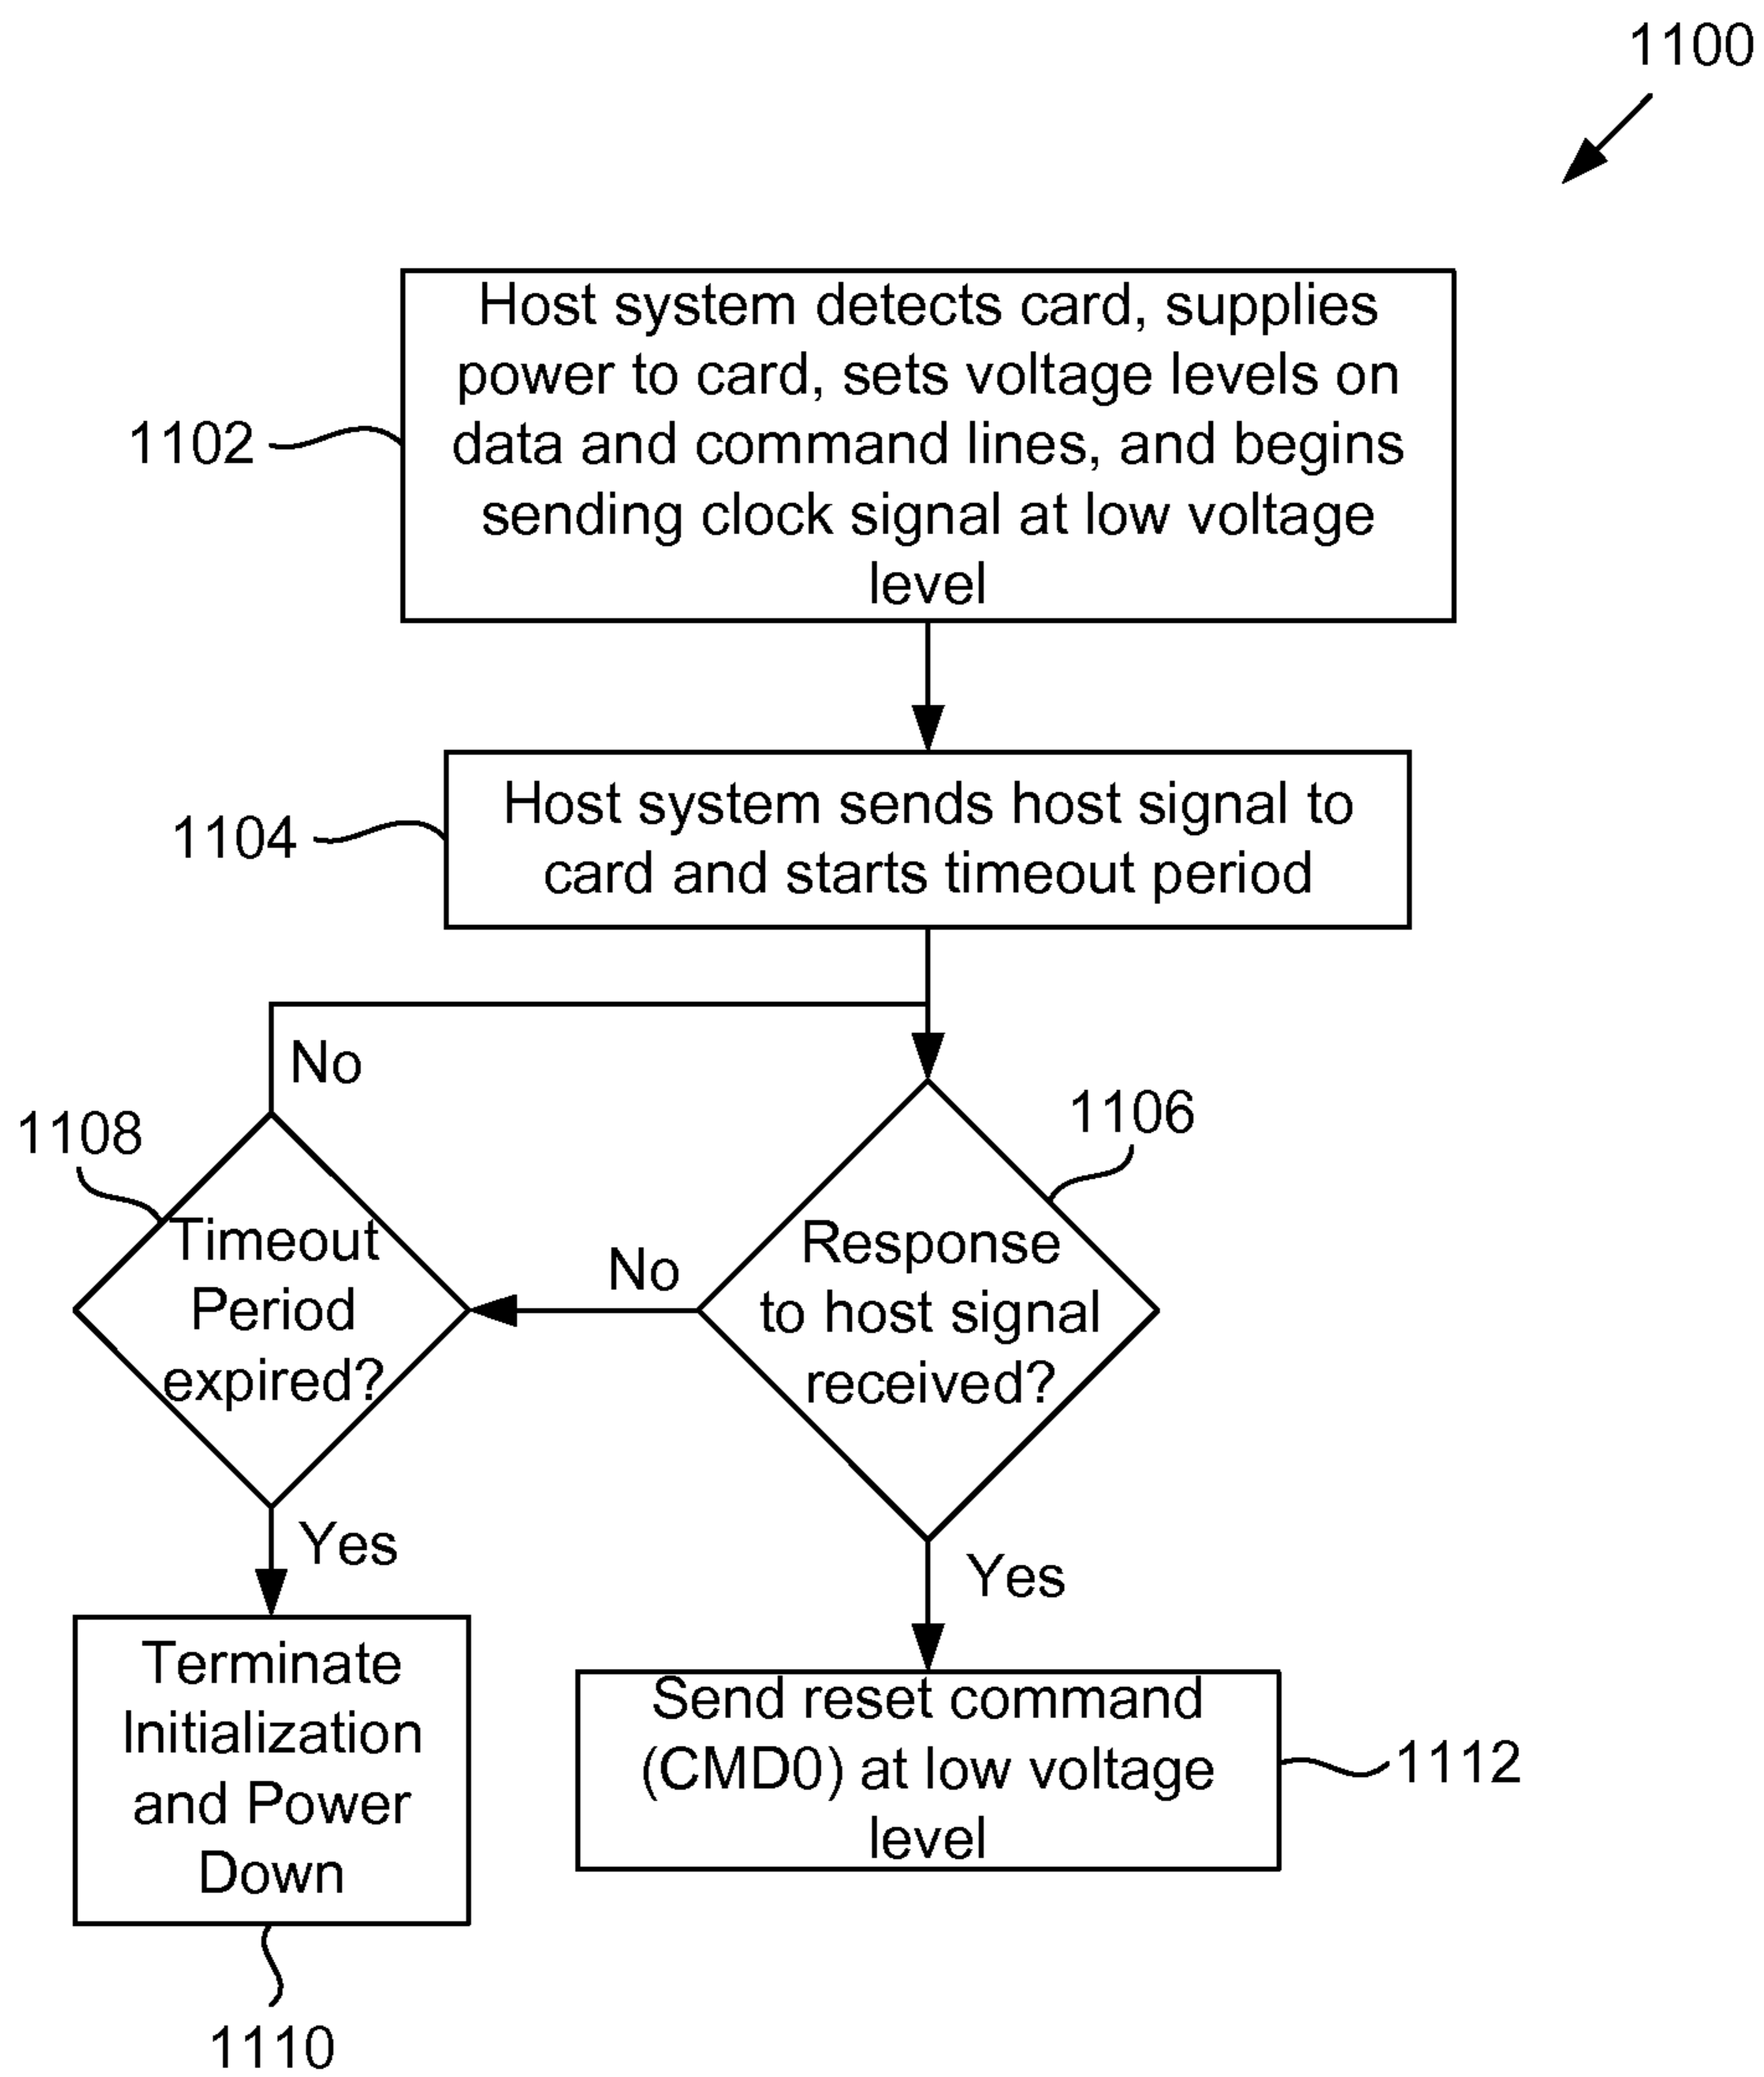 1100
Host system detects card, supplies
power to card, sets voltage levels on
data and command lines, and begins
sending clock signal at low voltage
level
1102
Host system sends host signal to
card and starts timeout period
1104
No
1108
Timeout
Period
expired?
No
1106
Response
to host signal
received?
Yes
Yes
Terminate
Initialization
and Power
Down
1110
Send reset command
(CMD0) at low voltage
level
1112